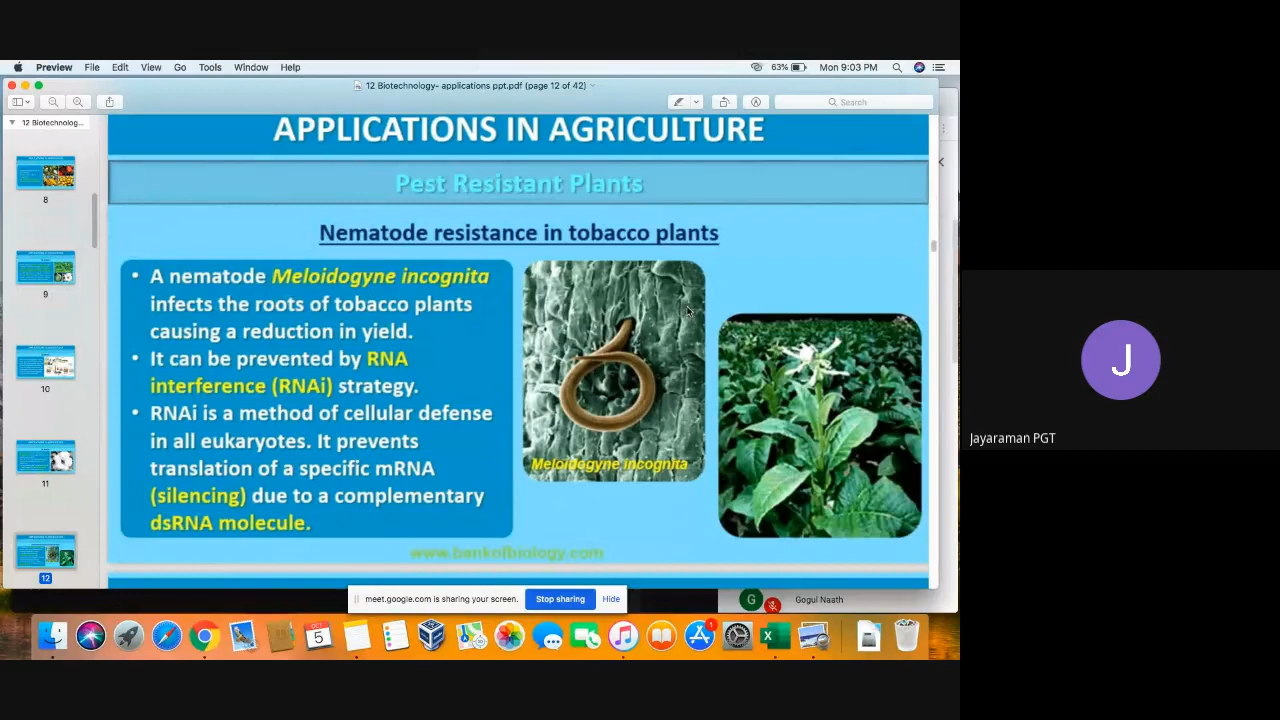 Preview File Edit View Go Tools Window Help 63% Mon 9:03 PM
12 Biotechnology- applications ppt.pdf (page 12 of 42)
Search
12 Biotechnolog...
8
9
10
11
12
APPLICATIONS IN AGRICULTURE
Pest Resistant Plants
Nematode resistance in tobacco plants
• A nematode Meloidogyne incognita
infects the roots of tobacco plants
causing a reduction in yield.
• It can be prevented by RNA
interference (RNAi) strategy.
• RNAi is a method of cellular defense
in all eukaryotes. It prevents
translation of a specific mRNA
(silencing) due to a complementary
dsRNA molecule.
Meloidogyne incognita
www.bankofbiology.com
meet.google.com is sharing your screen. Stop sharing Hide
G Gogul Naath
OCT
5
1
J
Jayaraman PGT